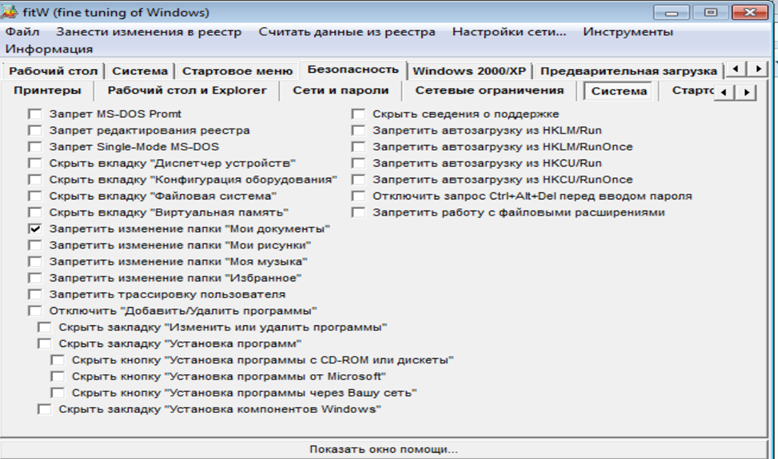 fitW (fine tuning of Windows)
Файл Занести изменения в реестр Считать данные из реестра Настройки сети... Инструменты
Информация
Рабочий стол Система Стартовое меню Безопасность Windows 2000/XP Предварительная загрузка
Принтеры Рабочий стол и Explorer Сети и пароли Сетевые ограничения Система Старто
Запрет MS-DOS Promt
Запрет редактирования реестра
Запрет Single-Mode MS-DOS
Скрыть вкладку "Диспетчер устройств"
Скрыть вкладку "Конфигурация оборудования"
Скрыть вкладку "Файловая система"
Скрыть вкладку "Виртуальная память"
Запретить изменение папки "Мои документы"
Запретить изменение папки "Мои рисунки"
Запретить изменение папки "Моя музыка"
Запретить изменение папки "Избранное"
Запретить трассировку пользователя
Отключить "Добавить/Удалить программы"
Скрыть закладку "Изменить или удалить программы"
Скрыть закладку "Установка программ"
Скрыть кнопку "Установка программы с CD-ROM или дискеты"
Скрыть кнопку "Установка программы от Microsoft"
Скрыть кнопку "Установка программы через Вашу сеть"
Скрыть закладку "Установка компонентов Windows"
Скрыть сведения о поддержке
Запретить автозагрузку из HKLM/Run
Запретить автозагрузку из HKLM/RunOnce
Запретить автозагрузку из HKCU/Run
Запретить автозагрузку из HKCU/RunOnce
Отключить запрос Ctrl+Alt+Del перед вводом пароля
Запретить работу с файловыми расширениями
Показать окно помощи...